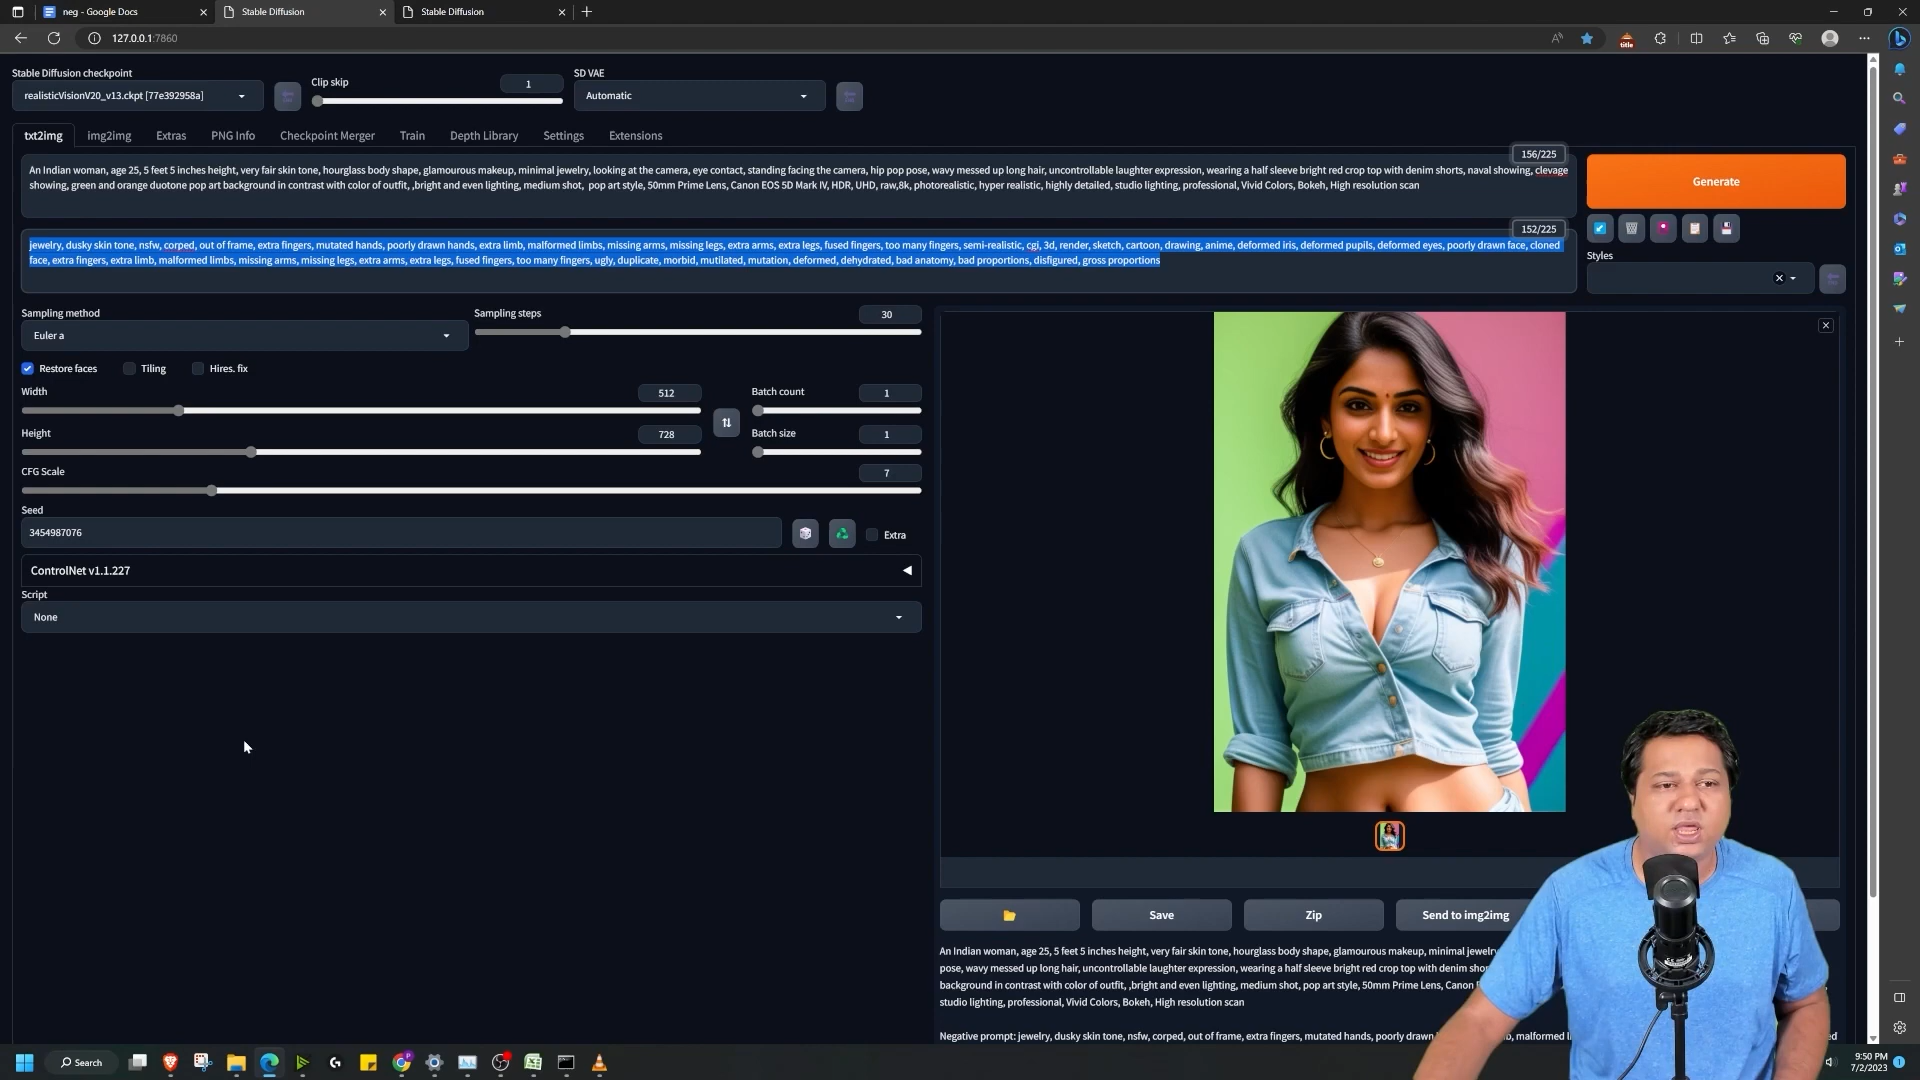 neg - Google Docs
Stable Diffusion
Stable Diffusion
127.0.0.1:7860
title
Stable Diffusion checkpoint
realisticVisionV20_v13.ckpt [77e392958a]
Clip skip
1
SD VAE
Automatic
txt2img
img2img
Extras
PNG Info
Checkpoint Merger
Train
Depth Library
Settings
Extensions
156/225
An Indian woman, age 25, 5 feet 5 inches height, very fair skin tone, hourglass body shape, glamourous makeup, minimal jewelry, looking at the camera, eye contact, standing facing the camera, hip pop pose, wavy messed up long hair, uncontrollable laughter expression, wearing a half sleeve bright red crop top with denim shorts, naval showing, clevage
showing, green and orange duotone pop art background in contrast with color of outfit, ,bright and even lighting, medium shot, pop art style, 50mm Prime Lens, Canon EOS 5D Mark IV, HDR, UHD, raw,8k, photorealistic, hyper realistic, highly detailed, studio lighting, professional, Vivid Colors, Bokeh, High resolution scan
Generate
152/225
jewelry, dusky skin tone, nsfw, corped, out of frame, extra fingers, mutated hands, poorly drawn hands, extra limb, malformed limbs, missing arms, missing legs, extra arms, extra legs, fused fingers, too many fingers, semi-realistic, cgi, 3d, render, sketch, cartoon, drawing, anime, deformed iris, deformed pupils, deformed eyes, poorly drawn face, cloned
face, extra fingers, extra limb, malformed limbs, missing arms, missing legs, extra arms, extra legs, fused fingers, too many fingers, ugly, duplicate, morbid, mutilated, mutation, deformed, dehydrated, bad anatomy, bad proportions, disfigured, gross proportions
Styles
Sampling method
Euler a
Sampling steps
30
Restore faces
Tiling
Hires. fix
Width
512
Batch count
1
Height
728
Batch size
1
CFG Scale
7
Seed
3454987076
Extra
ControlNet v1.1.227
Script
None
Save
Zip
Send to img2img
An Indian woman, age 25, 5 feet 5 inches height, very fair skin tone, hourglass body shape, glamourous makeup, minimal jewelry
pose, wavy messed up long hair, uncontrollable laughter expression, wearing a half sleeve bright red crop top with denim
background in contrast with color of outfit, ,bright and even lighting, medium shot, pop art style, 50mm Prime Lens, Canon
studio lighting, professional, Vivid Colors, Bokeh, High resolution scan
Negative prompt: jewelry, dusky skin tone, nsfw, corped, out of frame, extra fingers, mutated hands, poorly drawn
Search
9:50 PM
7/2/2023